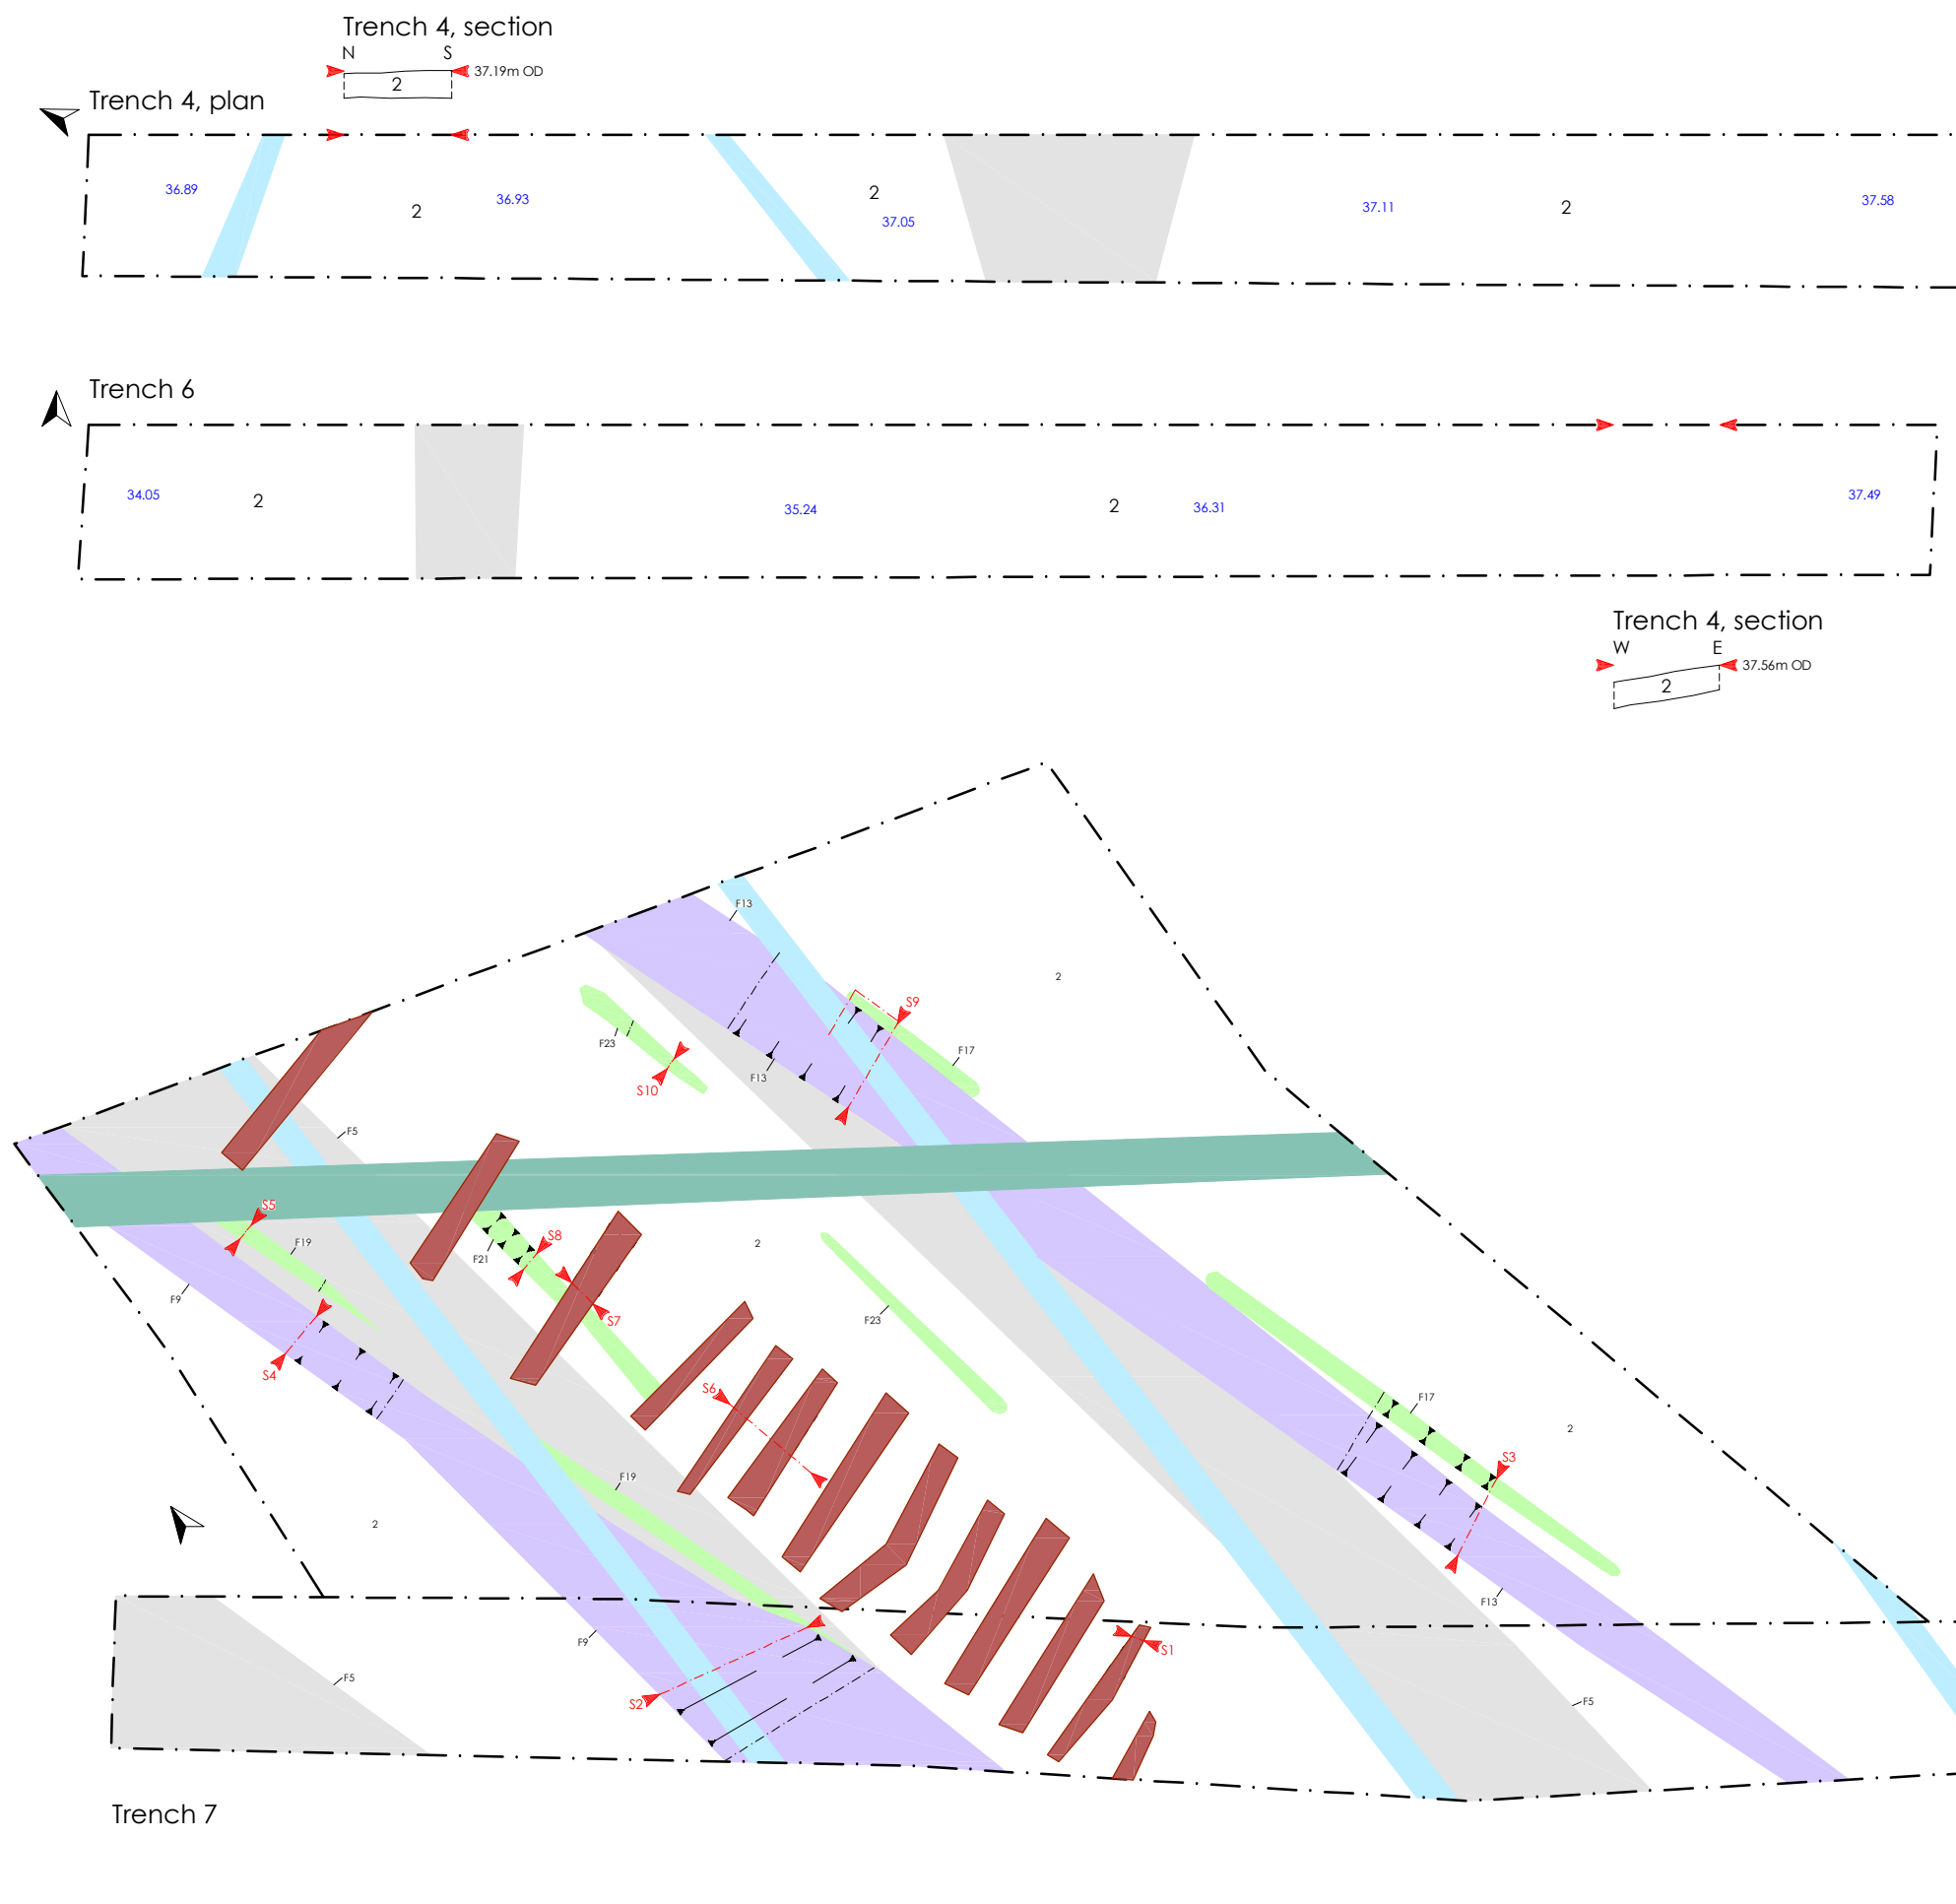 Trench 4, section
N S
37.19m OD
2
Trench 4, plan
36.89
2
36.93
2
37.05
37.11
2
37.58
Trench 6
34.05
2
35.24
2
36.31
37.49
Trench 4, section
W E
37.56m OD
2
F13
2
S9
F23
F17
S10
F13
F5
S5
F19
S8
F21
2
F9
S7
F23
S4
S6
F17
2
S3
F19
2
F13
F9
S1
F5
S2
F5
Trench 7